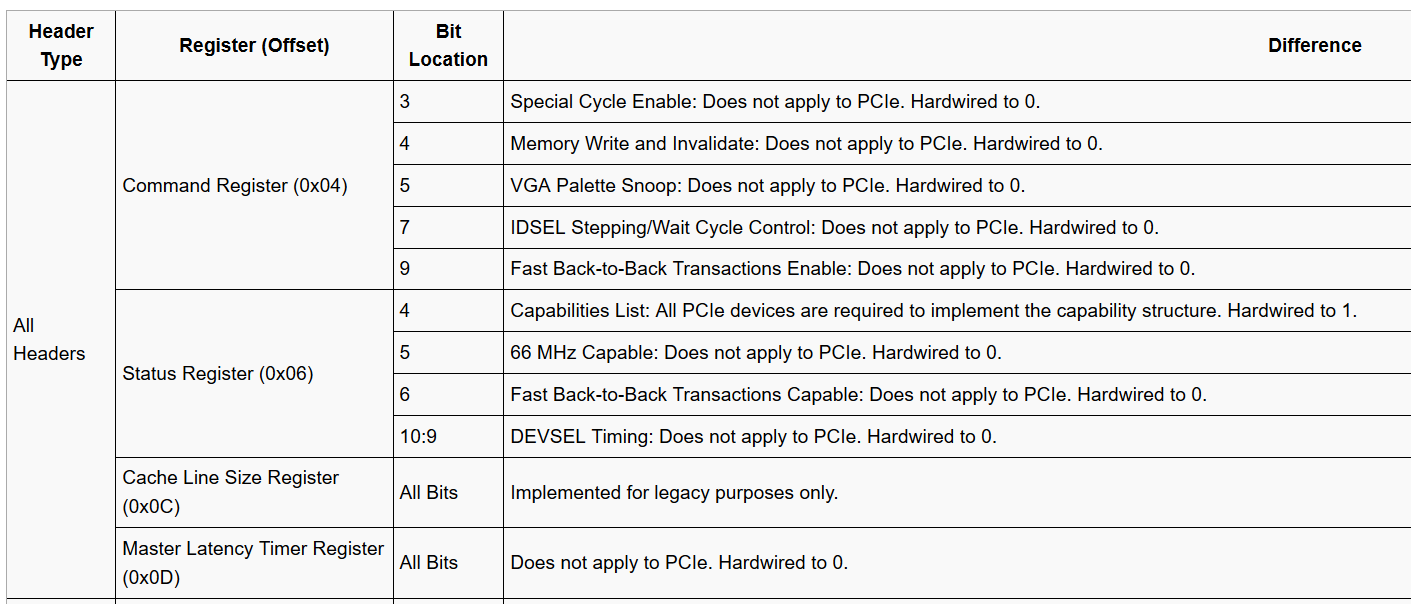 Header
Type
Register (Offset)
Bit
Location
Difference
All
Headers
Command Register (0x04)
3
Special Cycle Enable: Does not apply to PCIe. Hardwired to 0.
4
Memory Write and Invalidate: Does not apply to PCIe. Hardwired to 0.
5
VGA Palette Snoop: Does not apply to PCIe. Hardwired to 0.
7
IDSEL Stepping/Wait Cycle Control: Does not apply to PCIe. Hardwired to 0.
9
Fast Back-to-Back Transactions Enable: Does not apply to PCIe. Hardwired to 0.
Status Register (0x06)
4
Capabilities List: All PCIe devices are required to implement the capability structure. Hardwired to 1.
5
66 MHz Capable: Does not apply to PCIe. Hardwired to 0.
6
Fast Back-to-Back Transactions Capable: Does not apply to PCIe. Hardwired to 0.
10:9
DEVSEL Timing: Does not apply to PCIe. Hardwired to 0.
Cache Line Size Register
(0x0C)
All Bits
Implemented for legacy purposes only.
Master Latency Timer Register
(0x0D)
All Bits
Does not apply to PCIe. Hardwired to 0.